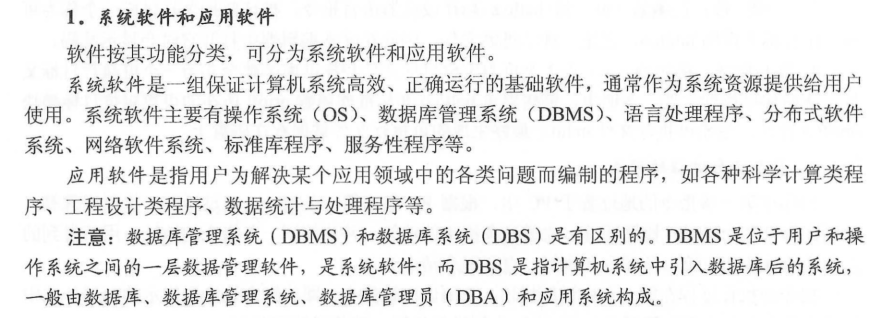 1。系统软件和应用软件
软件按其功能分类，可分为系统软件和应用软件。
系统软件是一组保证计算机系统高效、正确运行的基础软件，通常作为系统资源提供给用户
使用。系统软件主要有操作系统（OS）、数据库管理系统（DBMS）、语言处理程序、分布式软件
系统、网络软件系统、标准库程序、服务性程序等。
应用软件是指用户为解决某个应用领域中的各类问题而编制的程序，如各种科学计算类程
序、工程设计类程序、数据统计与处理程序等。
注意：数据库管理系统（DBMS）和数据库系统（DBS）是有区别的。DBMS 是位于用户和操
作系统之间的一层数据管理软件，是系统软件；而 DBS 是指计算机系统中引入数据库后的系统，
一般由数据库、数据库管理系统、数据库管理员（DBA）和应用系统构成。